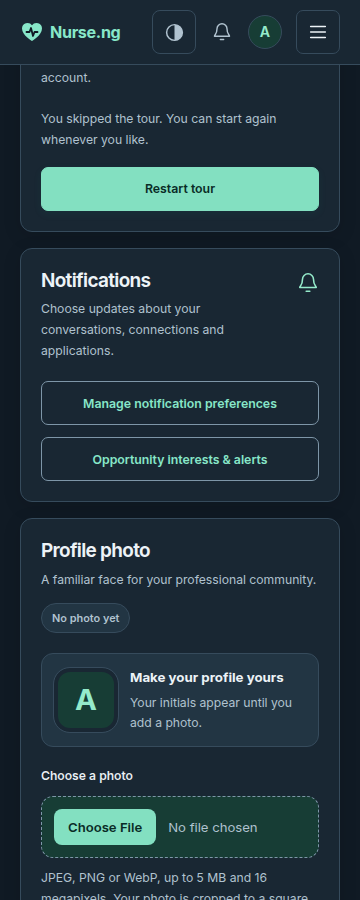 Nurse.ng
A
account.
You skipped the tour. You can start again
whenever you like.
Restart tour
Notifications
Choose updates about your
conversations, connections and
applications.
Manage notification preferences
Opportunity interests & alerts
Profile photo
A familiar face for your professional community.
No photo yet
A
Make your profile yours
Your initials appear until you
add a photo.
Choose a photo
Choose File
No file chosen
JPEG, PNG or WebP, up to 5 MB and 16
megapixels. Your photo is cropped to a square